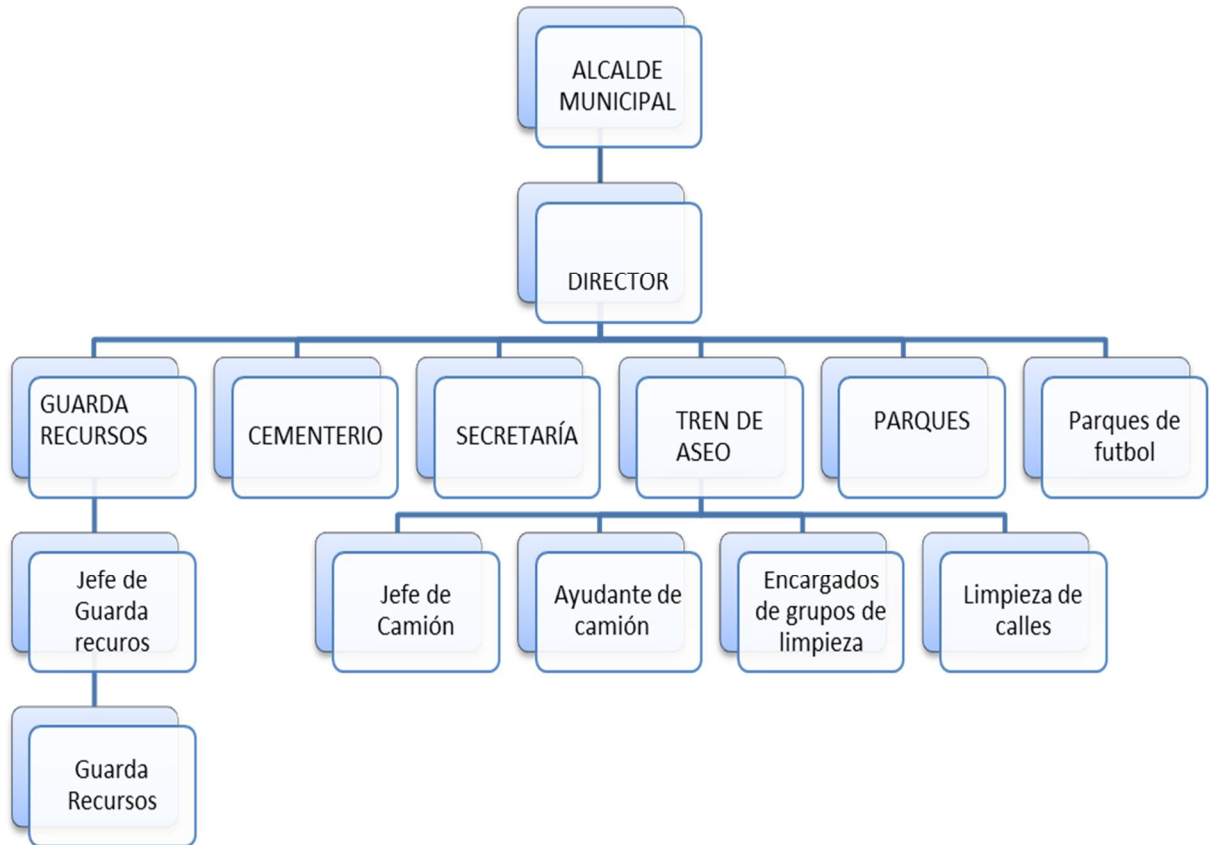 ALCALDE
MUNICIPAL
DIRECTOR
GUARDA
RECURSOS
CEMENTERIO
SECRETARÍA
TREN DE
ASEO
PARQUES
Parques de
futbol
Jefe de
Guarda
recuros
Jefe de
Camión
Ayudante de
camión
Encargados
de grupos de
limpieza
Limpieza de
calles
Guarda
Recursos